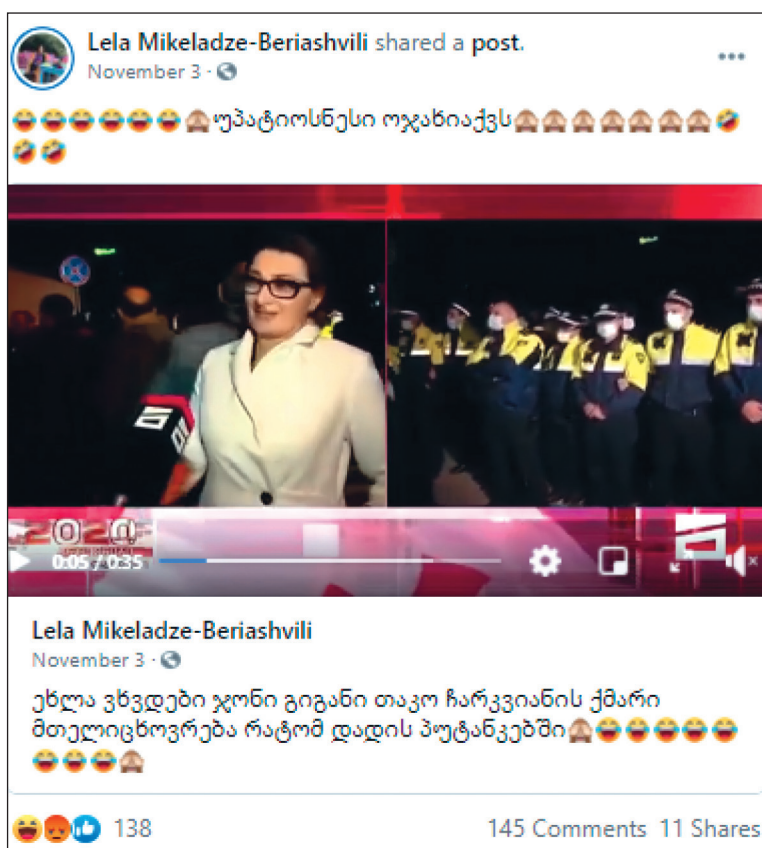 Lela Mikeladze-Beriashvili shared a post.
November 3 ·
😂😂😂😂😂😂🙈უპატიოსნესი ოჯახიაქვს🙈🙈🙈🙈🙈🙈🙈🤣
🤣🤣
2020
0:05 / 0:35
Lela Mikeladze-Beriashvili
November 3 ·
ეხლა ვხვდები ჯონი გიგანი თაკო ჩარკვიანის ქმარი
მთელიცხოვრება რატომ დადის პუტანკებში🙈😂😂😂😂😂
😂😂😂🙈
138
145 Comments 11 Shares